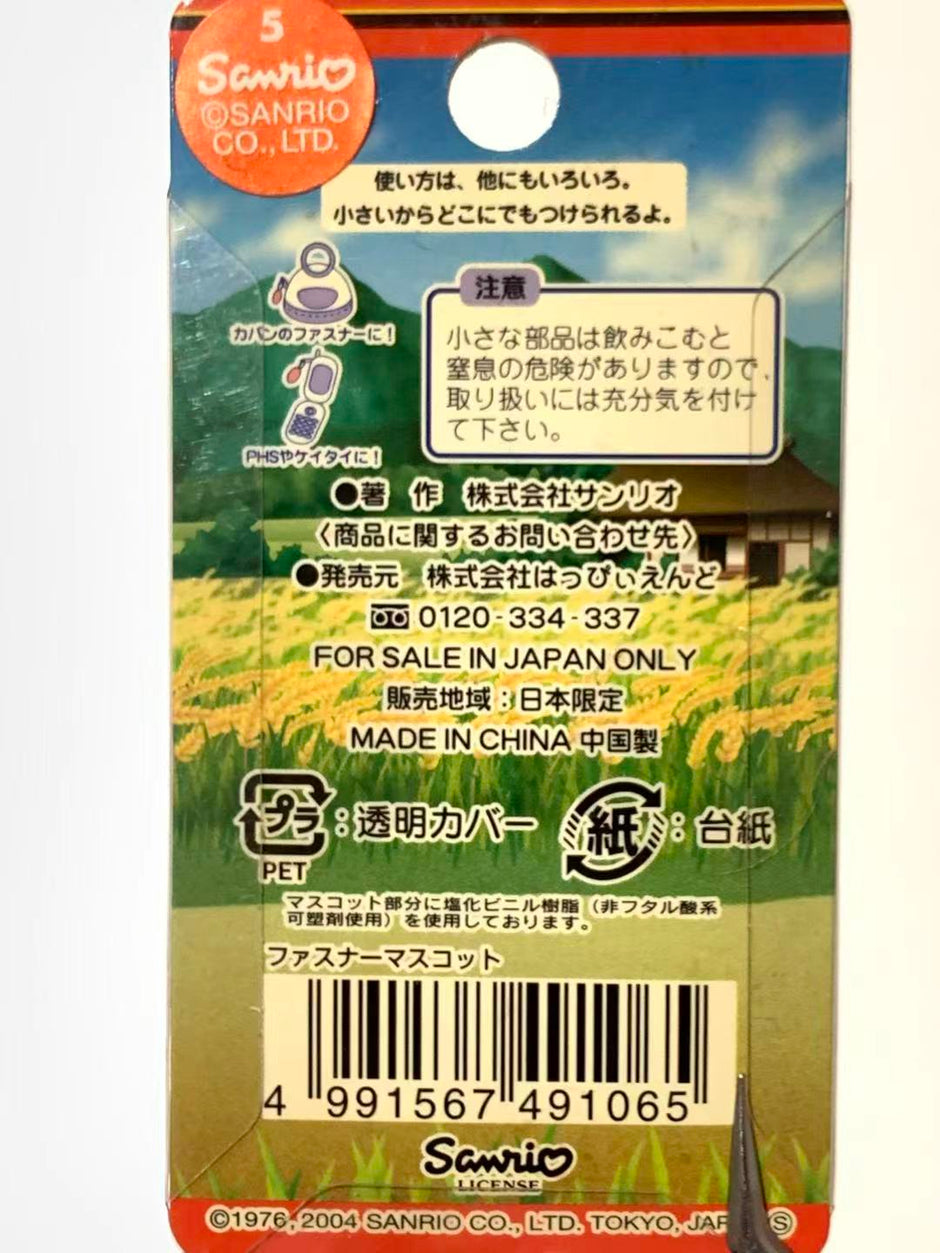 5
Sanrio
©SANRIO
CO., LTD.
使い方は、他にもいろいろ。
小さいからどこにでもつけられるよ。
カバンのファスナーに!
PHSやケイタイに!
注意
小さな部品は飲みこむと
窒息の危険がありますので、
取り扱いには充分気を付け
て下さい。
●著 作 株式会社サンリオ
〈商品に関するお問い合わせ先〉
●発売元 株式会社はっぴぃえんど
0120-334-337
FOR SALE IN JAPAN ONLY
販売地域:日本限定
MADE IN CHINA 中国製
プラ:透明カバー
PET
紙:台紙
マスコット部分に塩化ビニル樹脂(非フタル酸系
可塑剤使用)を使用しております。
ファスナーマスコット
4 991567 491065
Sanrio
LICENSE
©1976, 2004 SANRIO CO., LTD. TOKYO,